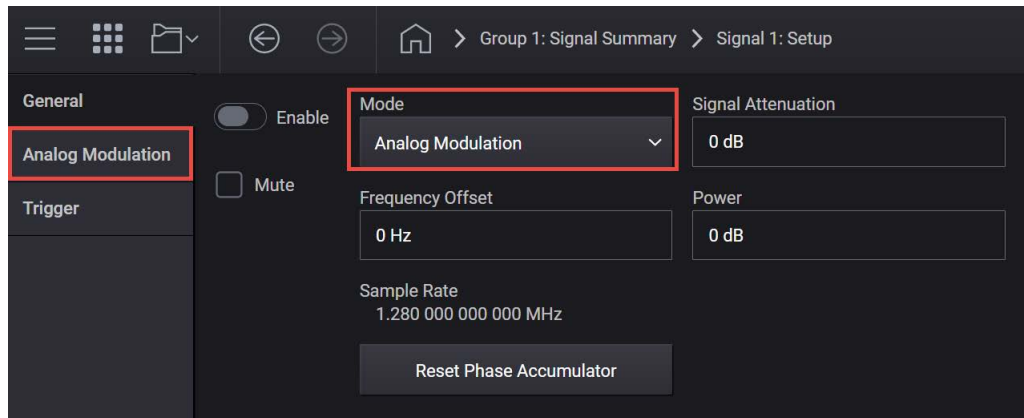 Group 1: Signal Summary
Signal 1: Setup
General
Analog Modulation
Trigger
Enable
Mute
Mode
Analog Modulation
Signal Attenuation
0 dB
Frequency Offset
0 Hz
Power
0 dB
Sample Rate
1.280 000 000 000 MHz
Reset Phase Accumulator